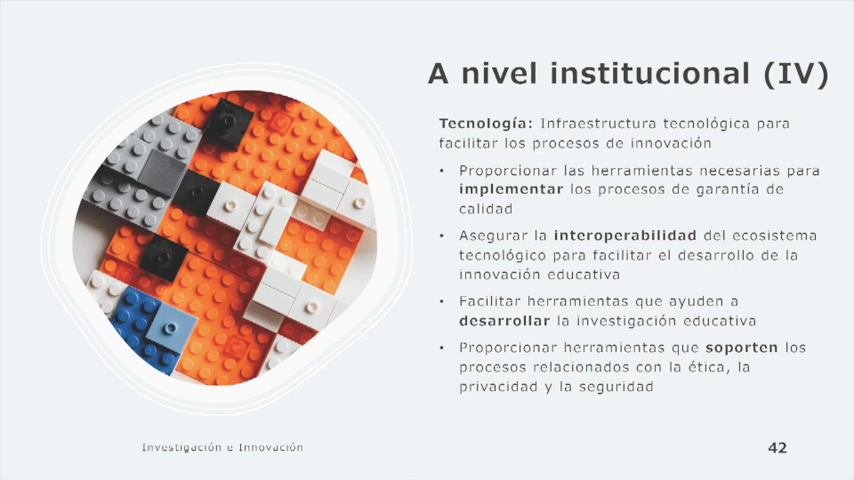 A nivel institucional (IV)
Tecnología: Infraestructura tecnológica para
facilitar los procesos de innovación
• Proporcionar las herramientas necesarias para
implementar los procesos de garantía de
calidad
• Asegurar la interoperabilidad del ecosistema
tecnológico para facilitar el desarrollo de la
innovación educativa
• Facilitar herramientas que ayuden a
desarrollar la investigación educativa
• Proporcionar herramientas que soporten los
procesos relacionados con la ética, la
privacidad y la seguridad
Investigación e Innovación
42